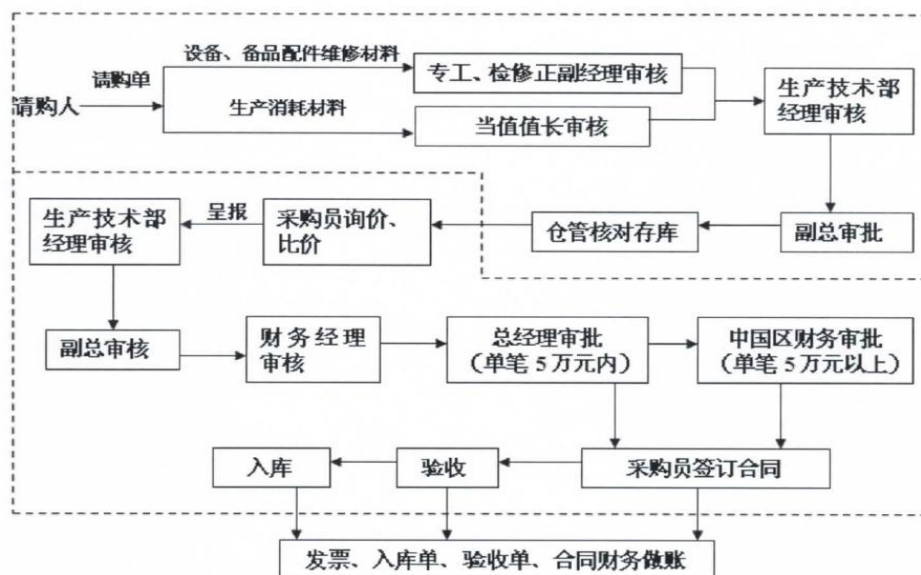 设备、备品配件维修材料
请购单
专工、检修正副经理审核
生产技术部
经理审核
请购人
生产消耗材料
当值值长审核
生产技术部
经理审核
呈报
采购员询价、
比价
仓管核对存库
副总审批
副总审核
财务经理
审核
总经理审批
（单笔5万元内）
中国区财务审批
（单笔5万元以上）
入库
验收
采购员签订合同
发票、入库单、验收单、合同财务做账